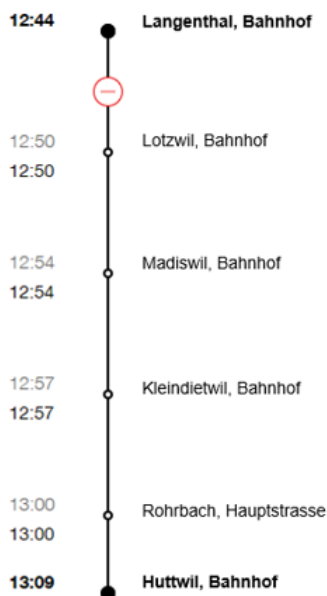 12:44 Langenthal, Bahnhof
12:50 Lotzwil, Bahnhof
12:50
12:54 Madiswil, Bahnhof
12:54
12:57 Kleindietwil, Bahnhof
12:57
13:00 Rohrbach, Hauptstrasse
13:00
13:09 Huttwil, Bahnhof